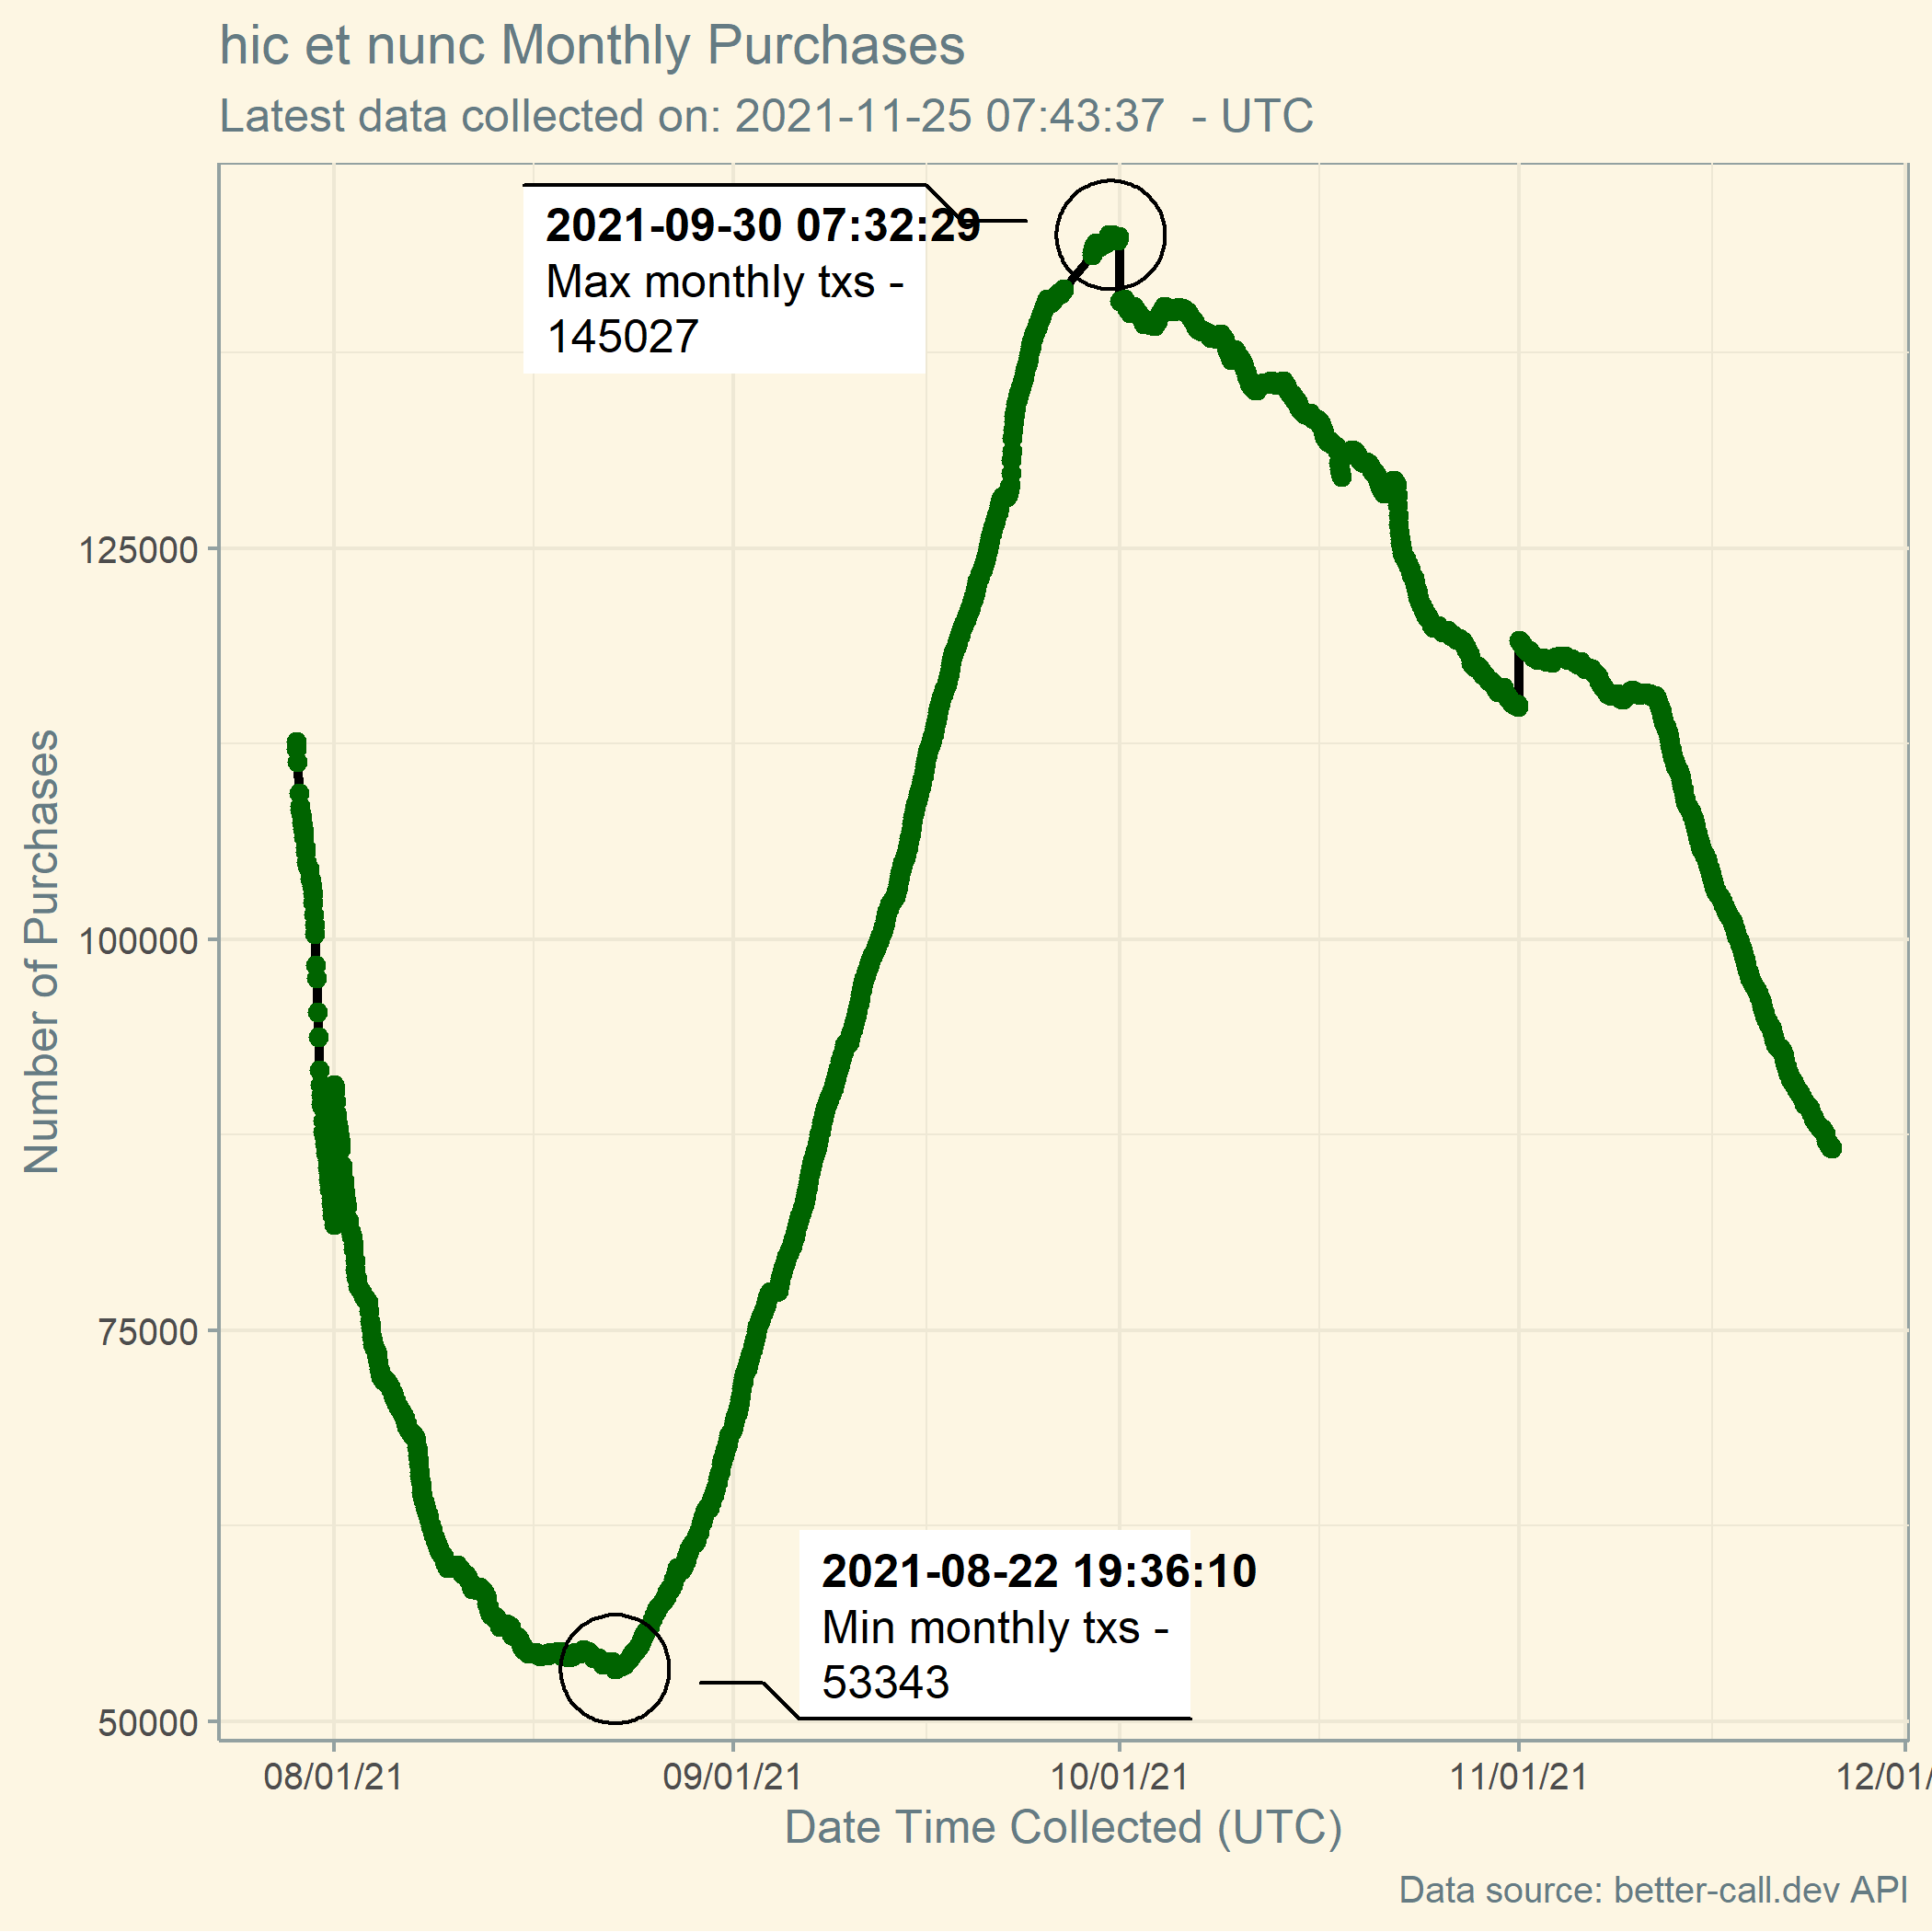 hic et nunc Monthly Purchases
Latest data collected on: 2021-11-25 07:43:37  - UTC
2021-09-30 07:32:29
Max monthly txs -
145027
125000
100000
75000
50000
Number of Purchases
2021-08-22 19:36:10
Min monthly txs -
53343
08/01/21 09/01/21 10/01/21 11/01/21 12/01/
Date Time Collected (UTC)
Data source: better-call.dev API